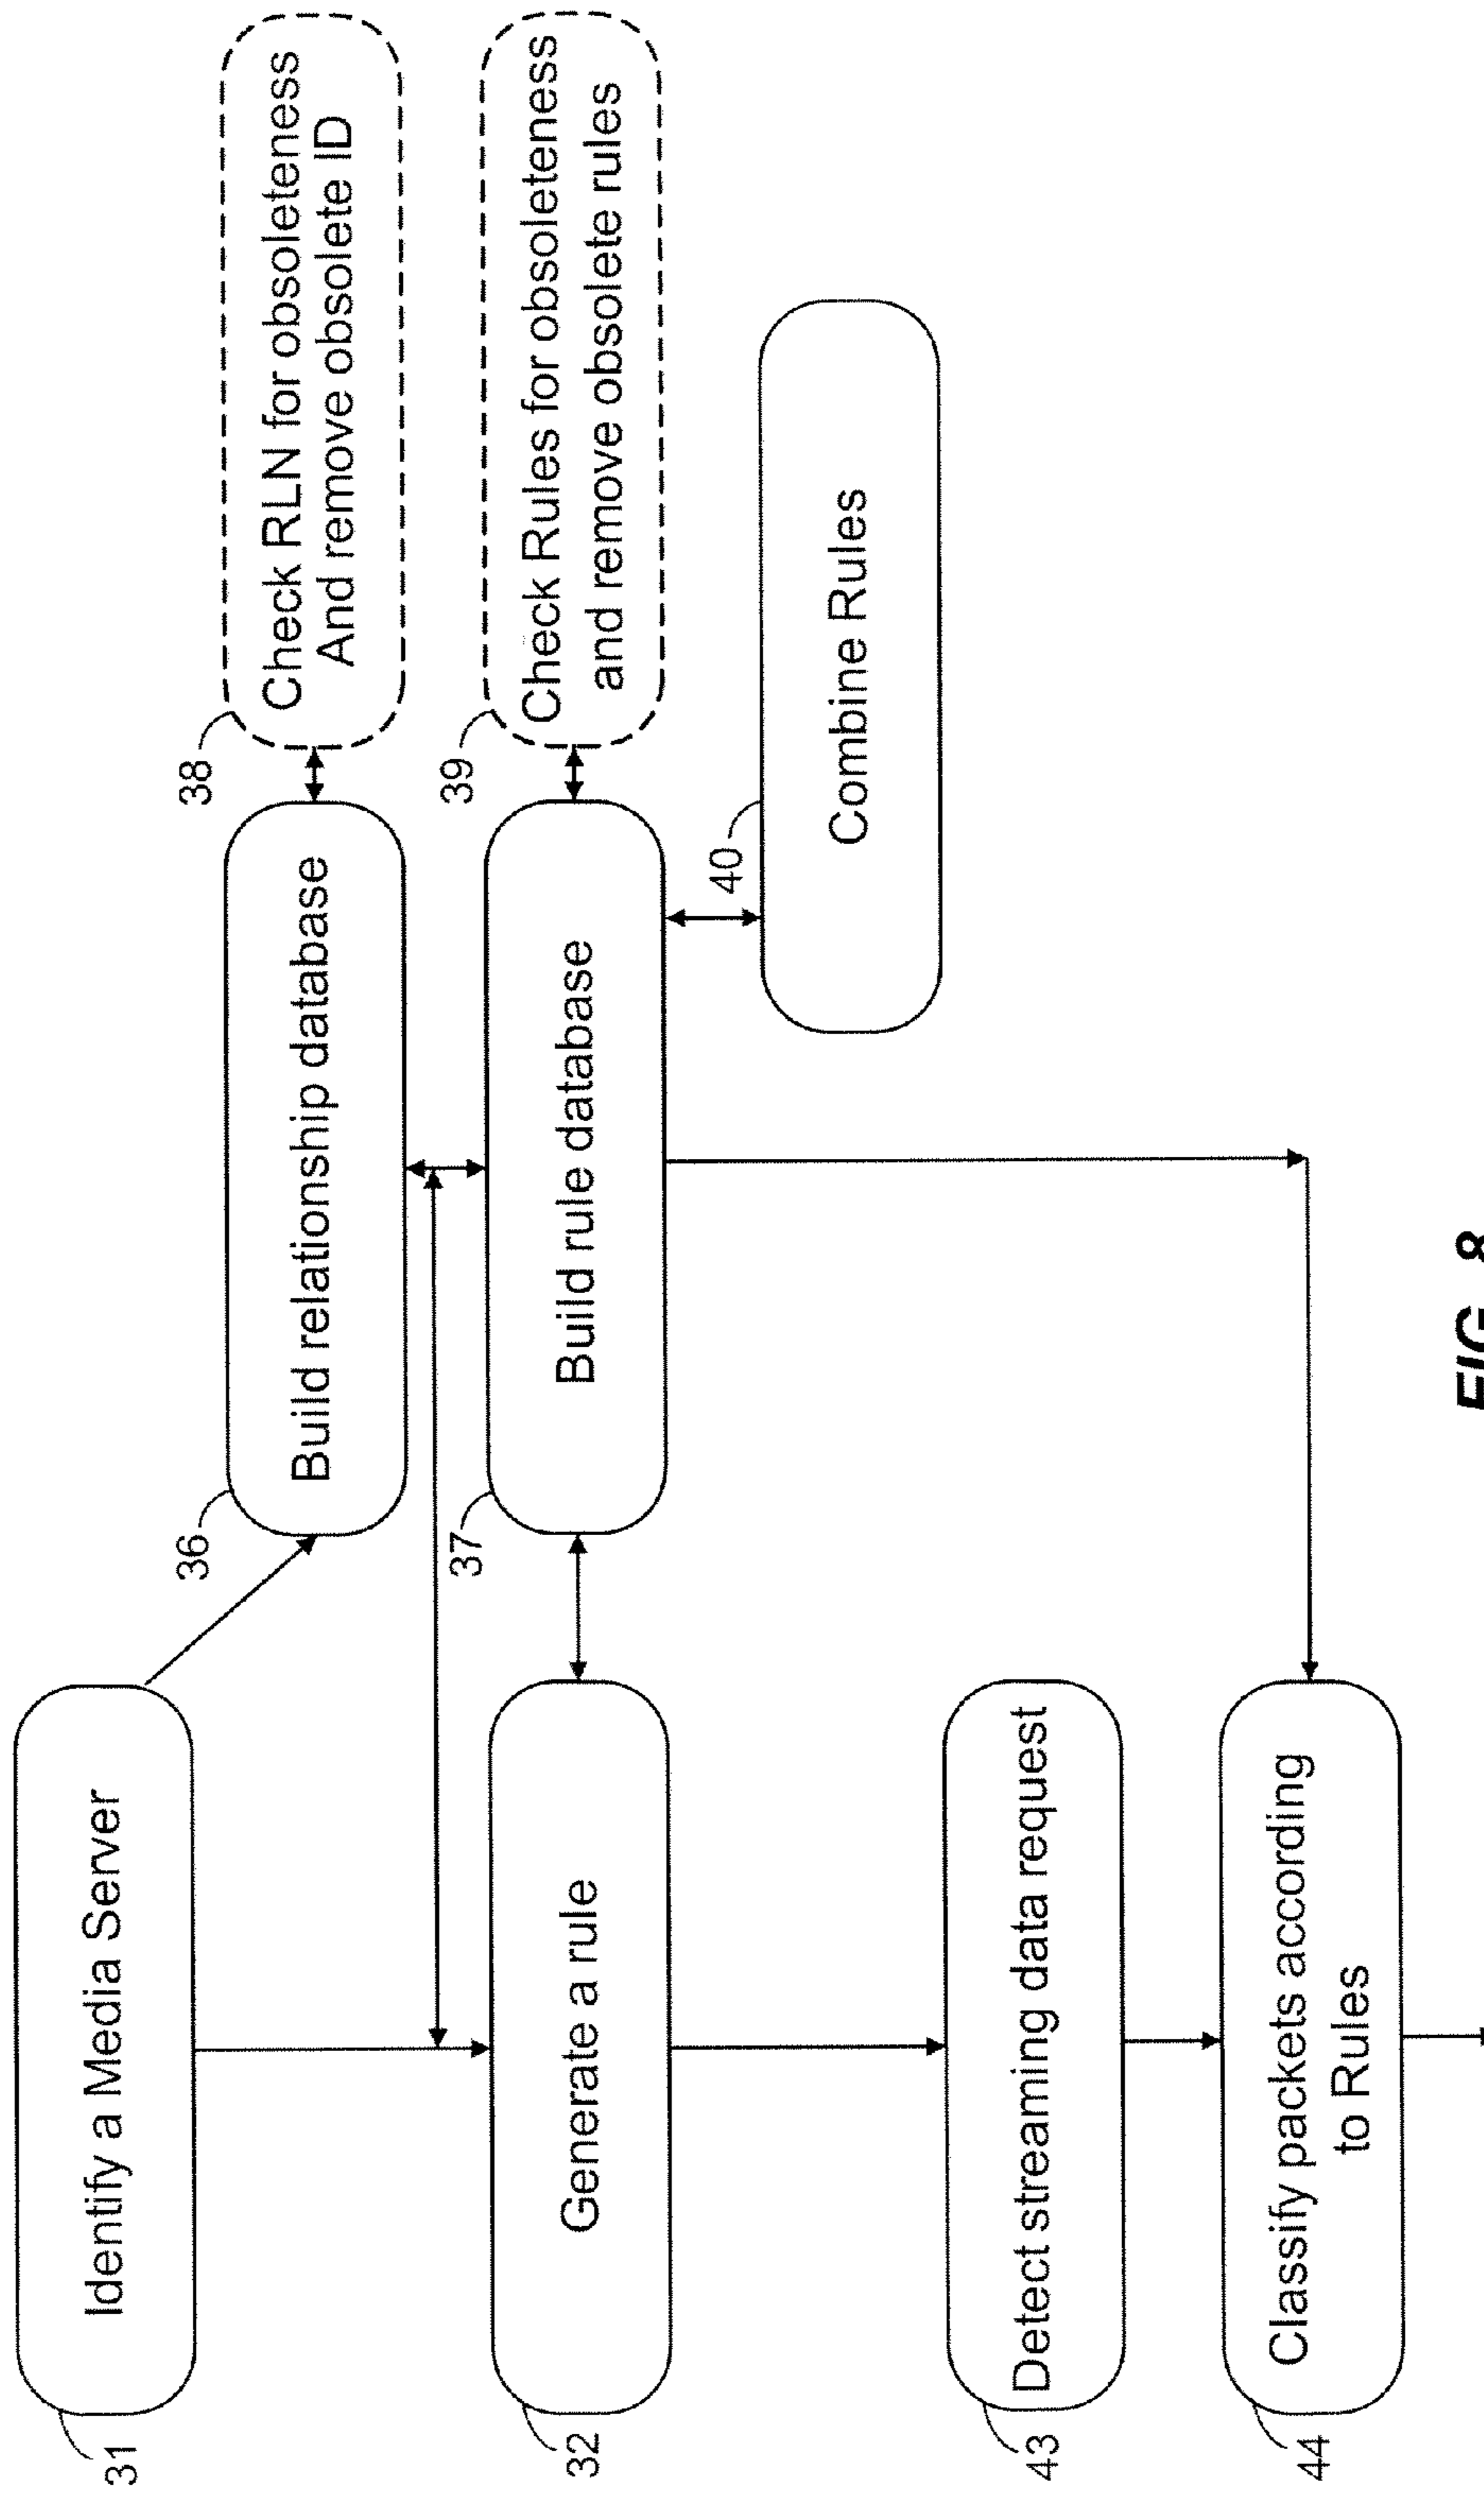 31
Identify a Media Server
36
Build relationship database
38
Check RLN for obsoleteness
And remove obsolete ID
32
Generate a rule
37
Build rule database
39
Check Rules for obsoleteness
and remove obsolete rules
40
Combine Rules
43
Detect streaming data request
44
Classify packets according
to Rules
FIG. 8